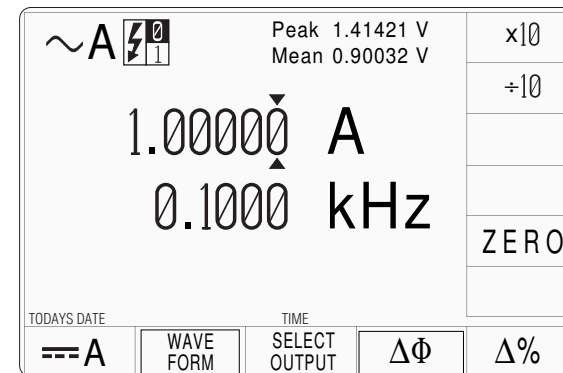 ∼A 0 1
Peak 1.41421 V
Mean 0.90032 V
1.00000 A
0.1000 kHz
x10
÷10
ZERO
TODAYS DATE TIME
⎓A
WAVE FORM
SELECT OUTPUT
ΔΦ
Δ%